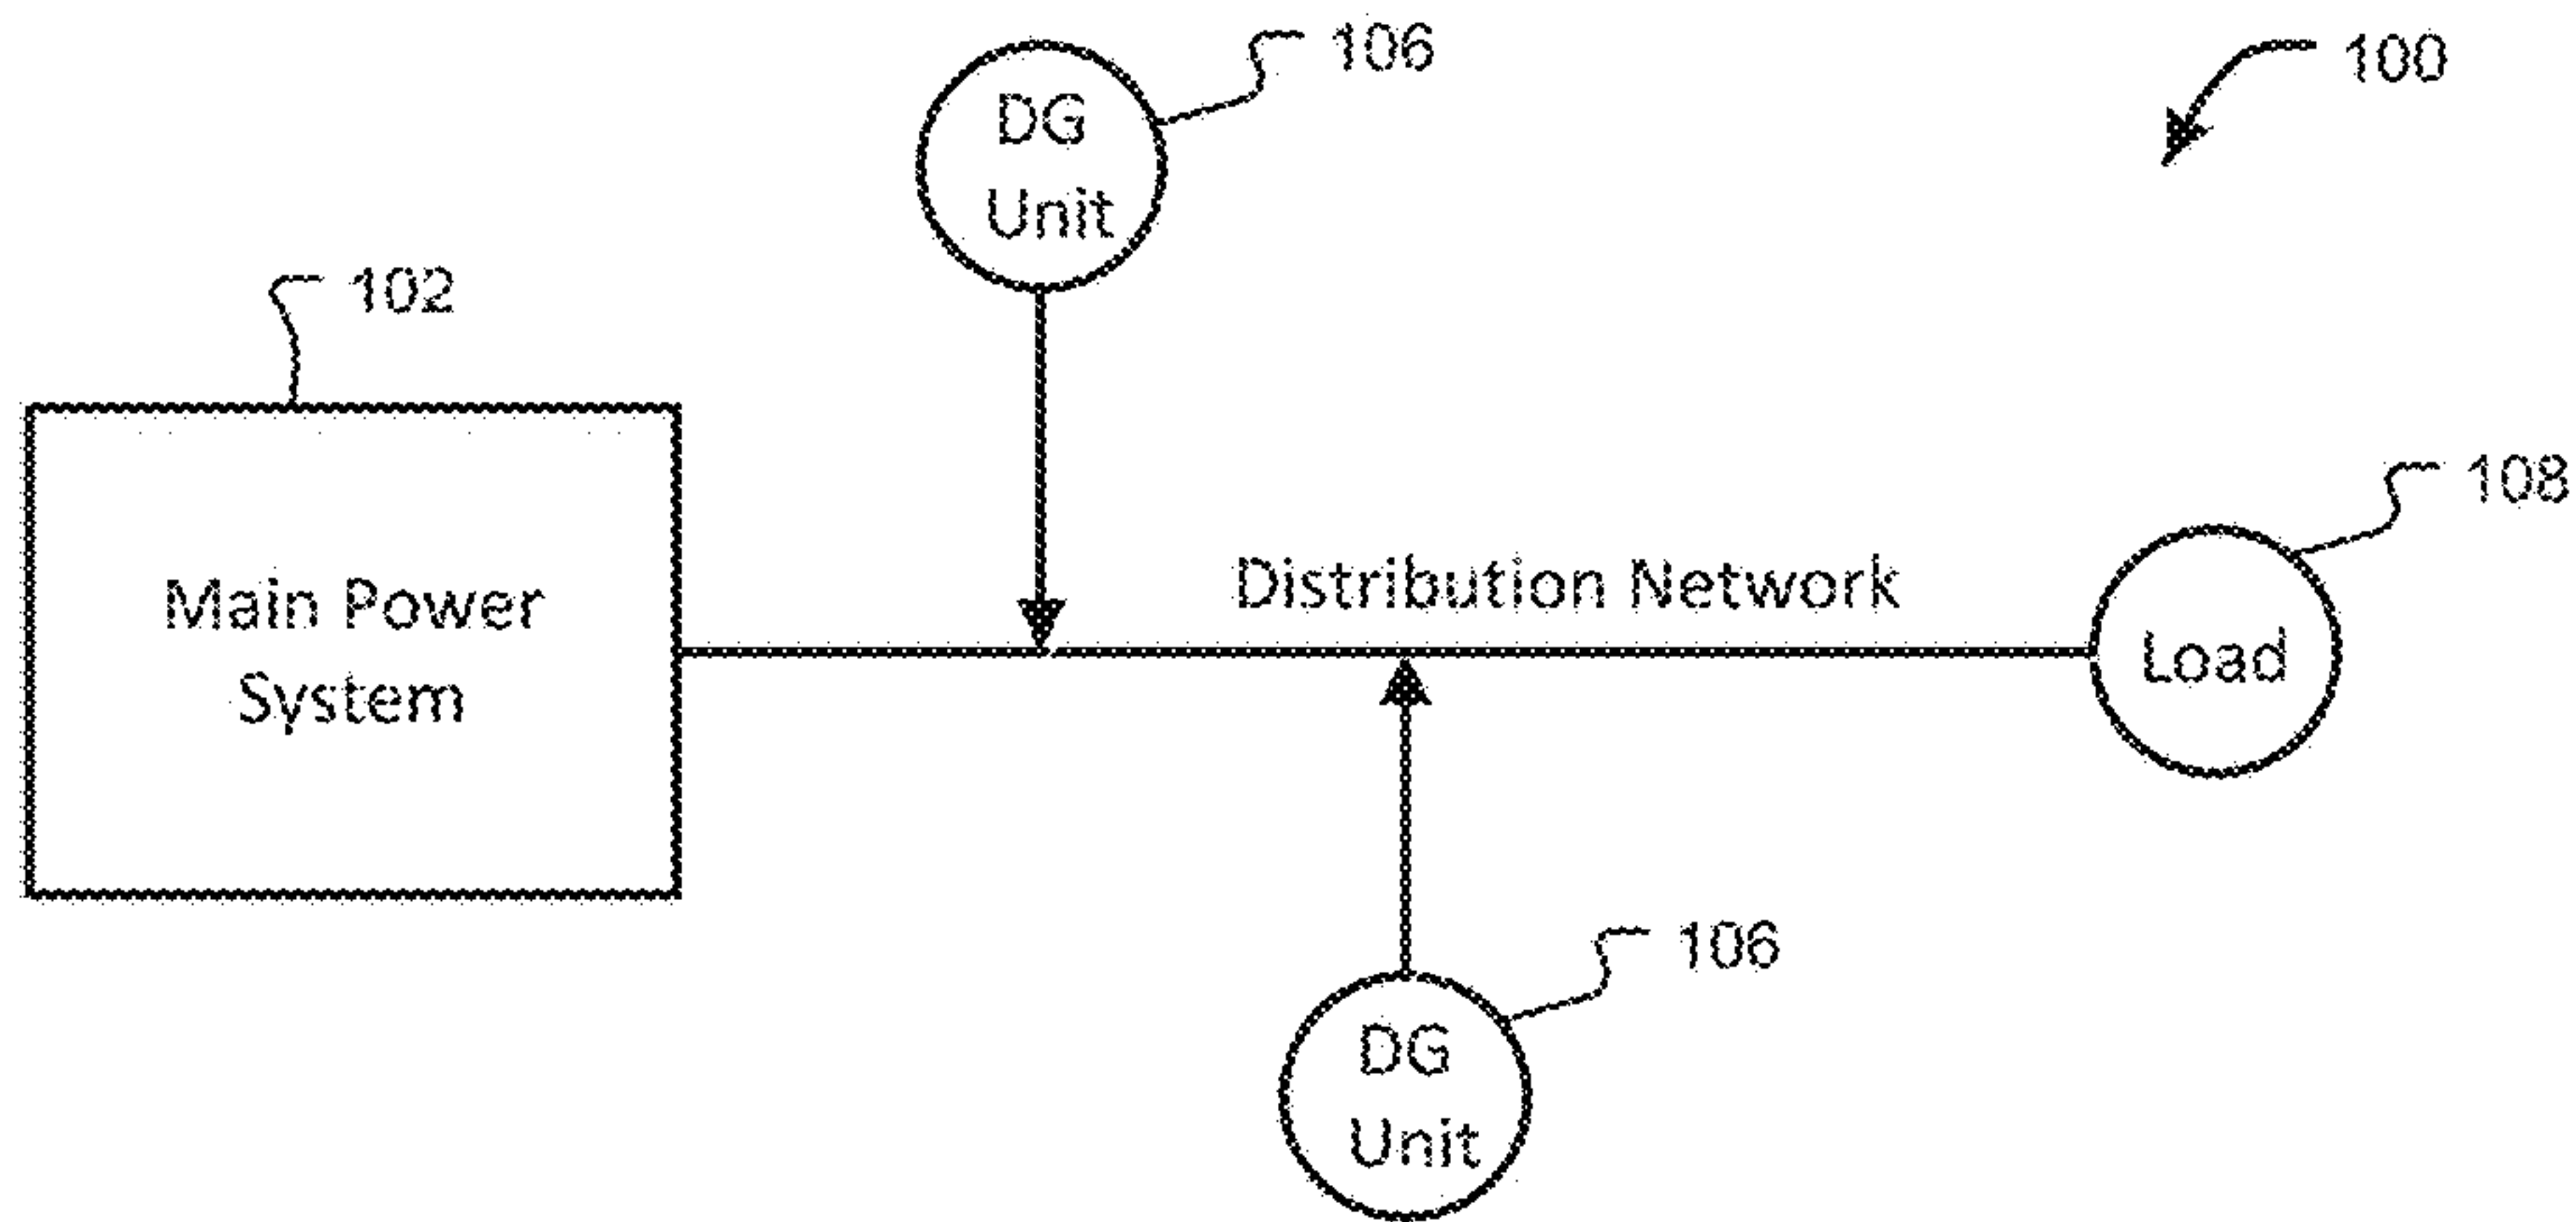 106
100
DG
Unit
102
108
Distribution Network
Main Power
System
Load
106
DG
Unit